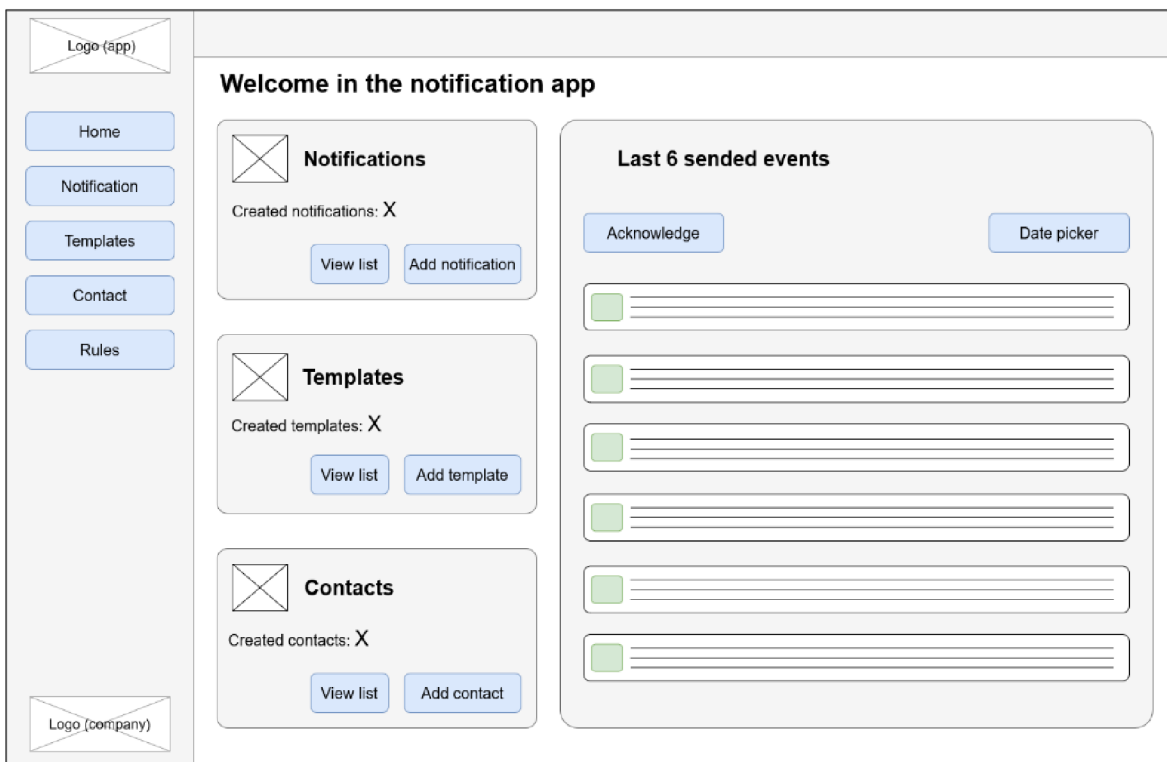 Logo (app)
Home
Notification
Templates
Contact
Rules
Logo (company)
Welcome in the notification app
Notifications
Created notifications: X
View list
Add notification
Templates
Created templates: X
View list
Add template
Contacts
Created contacts: X
View list
Add contact
Last 6 sended events
Acknowledge
Date picker